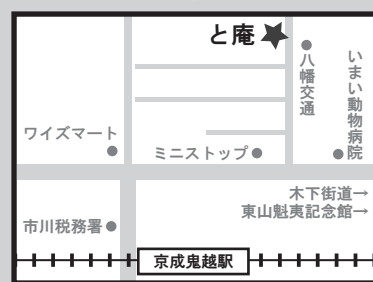 と庵
八幡交通
いまい動物病院
ワイズマート
ミニストップ
木下街道→
東山魁夷記念館→
市川税務署
京成鬼越駅